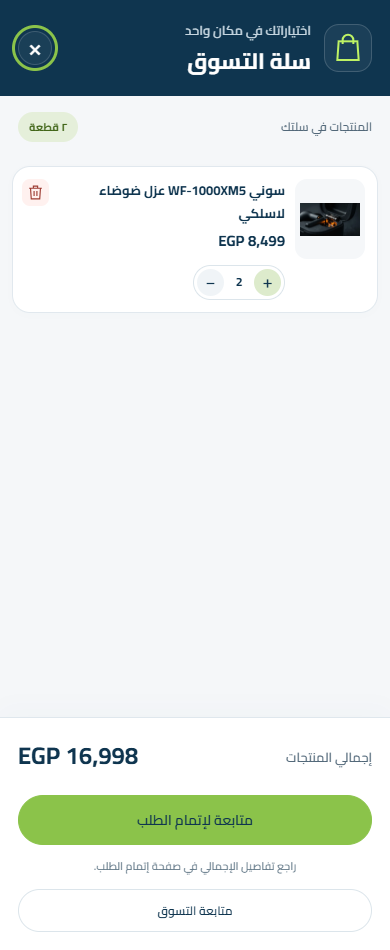 اختياراتك في مكان واحد
سلة التسوق
×
المنتجات في سلتك
٢ قطعة
سوني WF-1000XM5 عزل ضوضاء
لاسلكي
EGP 8,499
+ 2 −
إجمالي المنتجات
EGP 16,998
متابعة لإتمام الطلب
راجع تفاصيل الإجمالي في صفحة إتمام الطلب.
متابعة التسوق